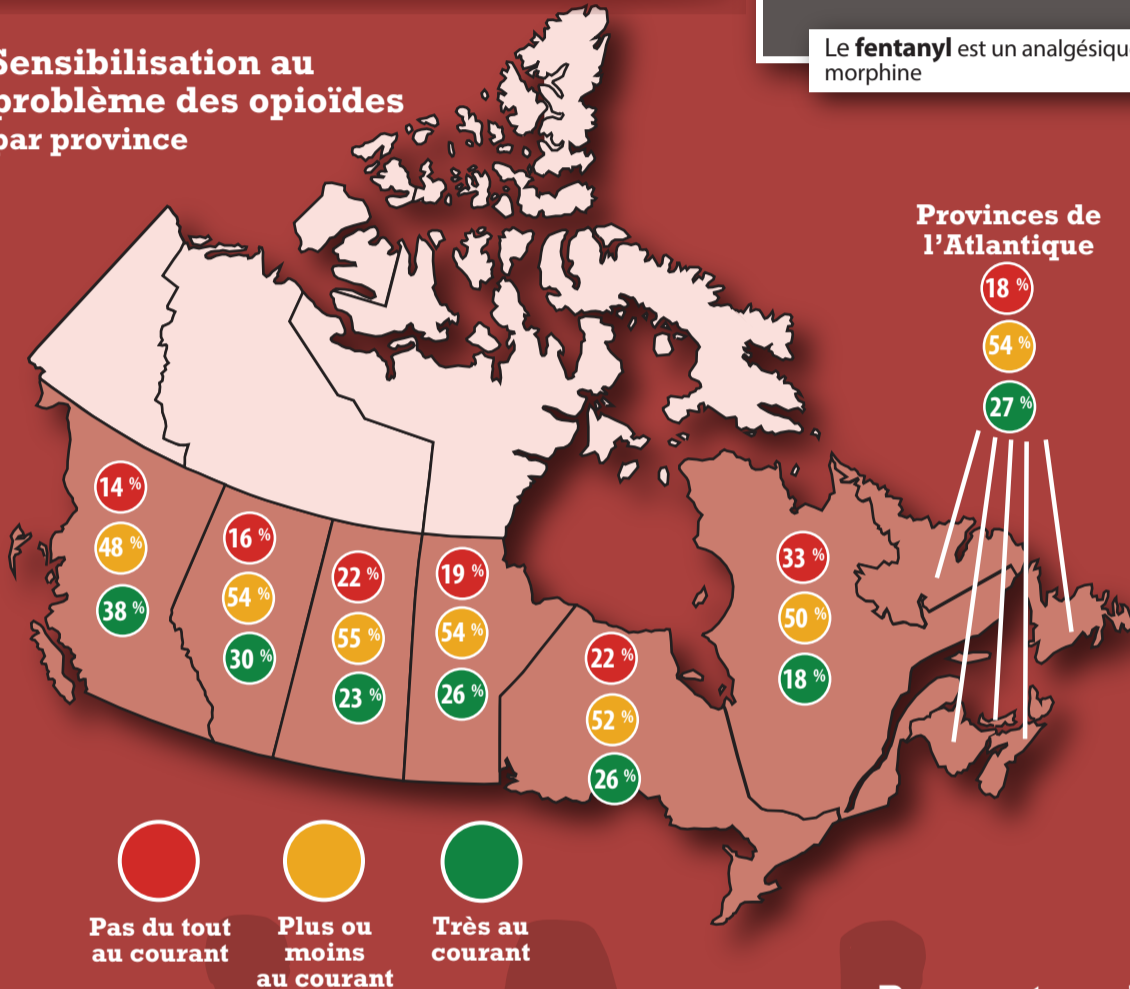 Sensibilisation au
problème des opioïdes
par province
Le fentanyl est un analgésique
morphine
Provinces de
l'Atlantique
18 %
54 %
27 %
14 %
48 %
38 %
16 %
54 %
30 %
22 %
55 %
23 %
19 %
54 %
26 %
22 %
52 %
26 %
33 %
50 %
18 %
Pas du tout
au courant
Plus ou
moins
au courant
Très au
courant